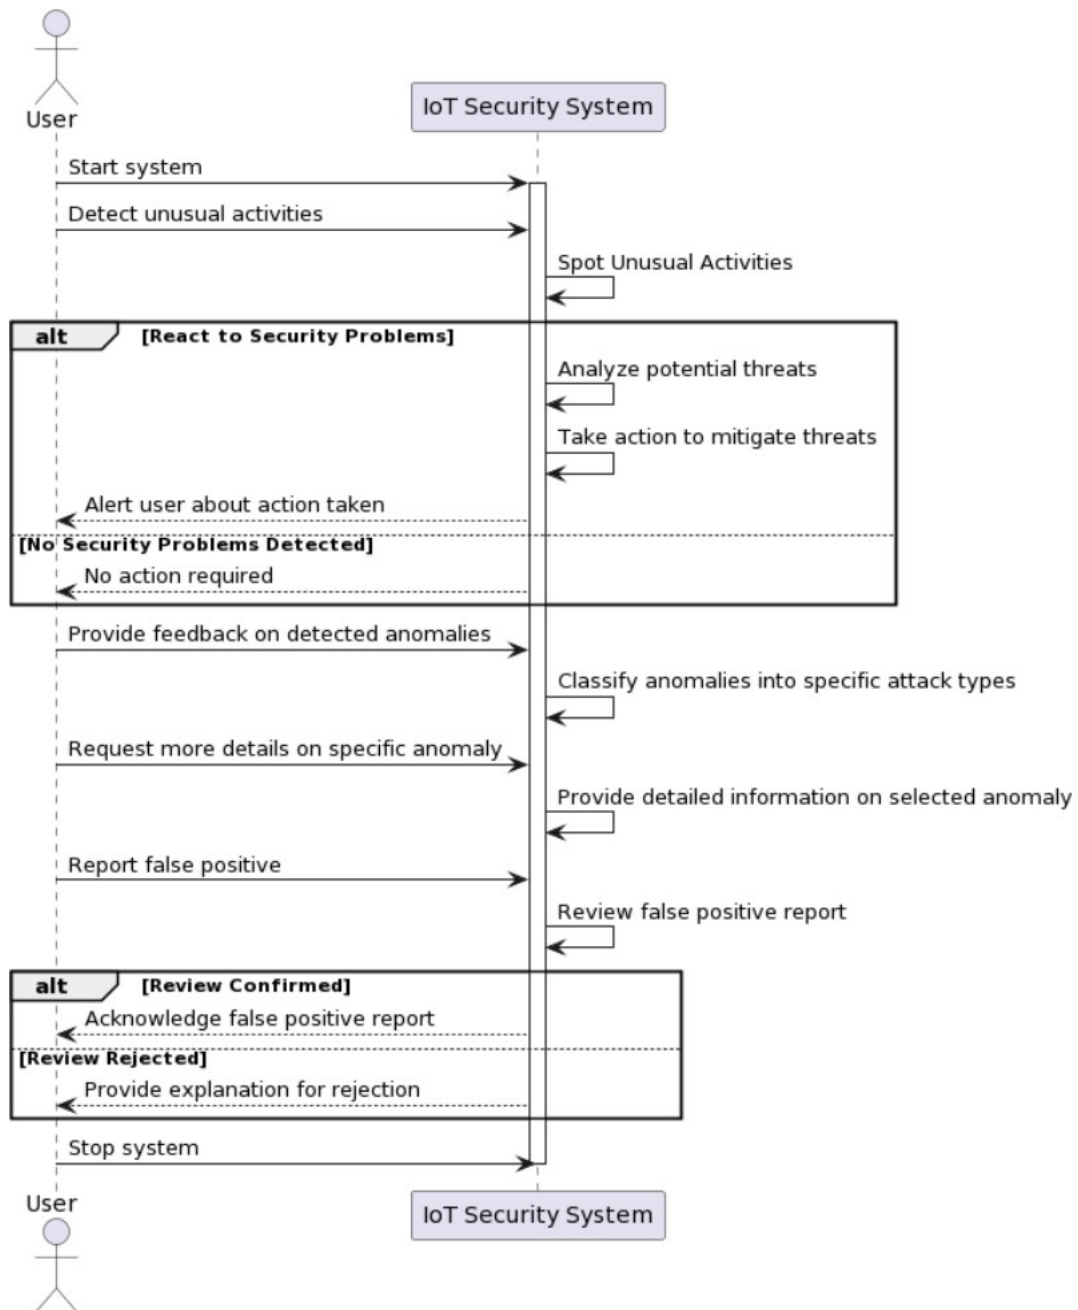 User
IoT Security System
Start system
Detect unusual activities
Spot Unusual Activities
alt [React to Security Problems]
Analyze potential threats
Take action to mitigate threats
Alert user about action taken
[No Security Problems Detected]
No action required
Provide feedback on detected anomalies
Classify anomalies into specific attack types
Request more details on specific anomaly
Provide detailed information on selected anomaly
Report false positive
Review false positive report
alt [Review Confirmed]
Acknowledge false positive report
[Review Rejected]
Provide explanation for rejection
Stop system
User
IoT Security System